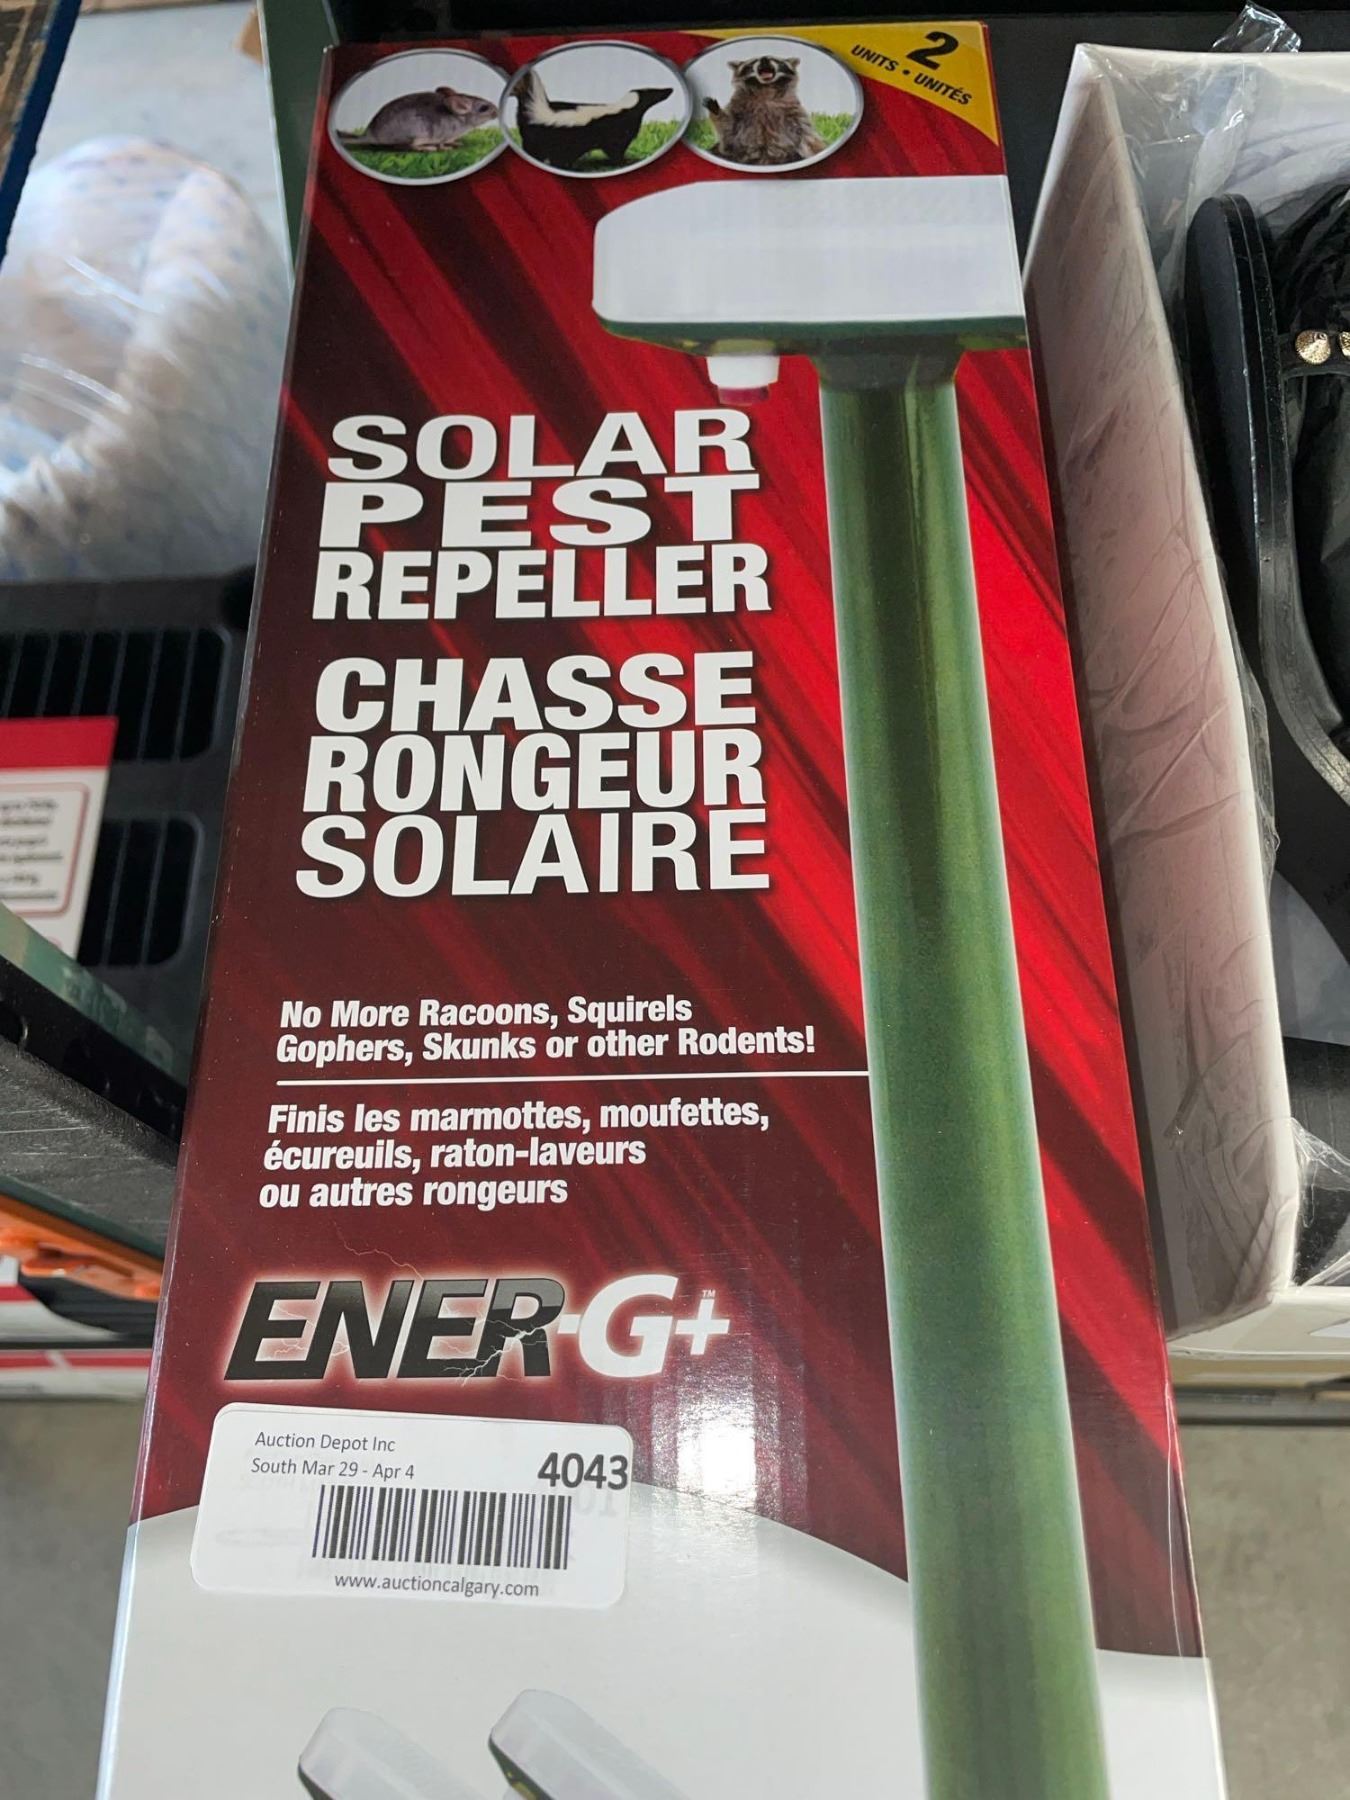 2
UNITS • UNITÉS
SOLAR
PEST
REPELLER
CHASSE
RONGEUR
SOLAIRE
No More Racoons, Squirels
Gophers, Skunks or other Rodents!
Finis les marmottes, moufettes,
écureuils, raton-laveurs
ou autres rongeurs
ENER-G+™
Auction Depot Inc
South Mar 29 - Apr 4
4043
www.auctioncalgary.com